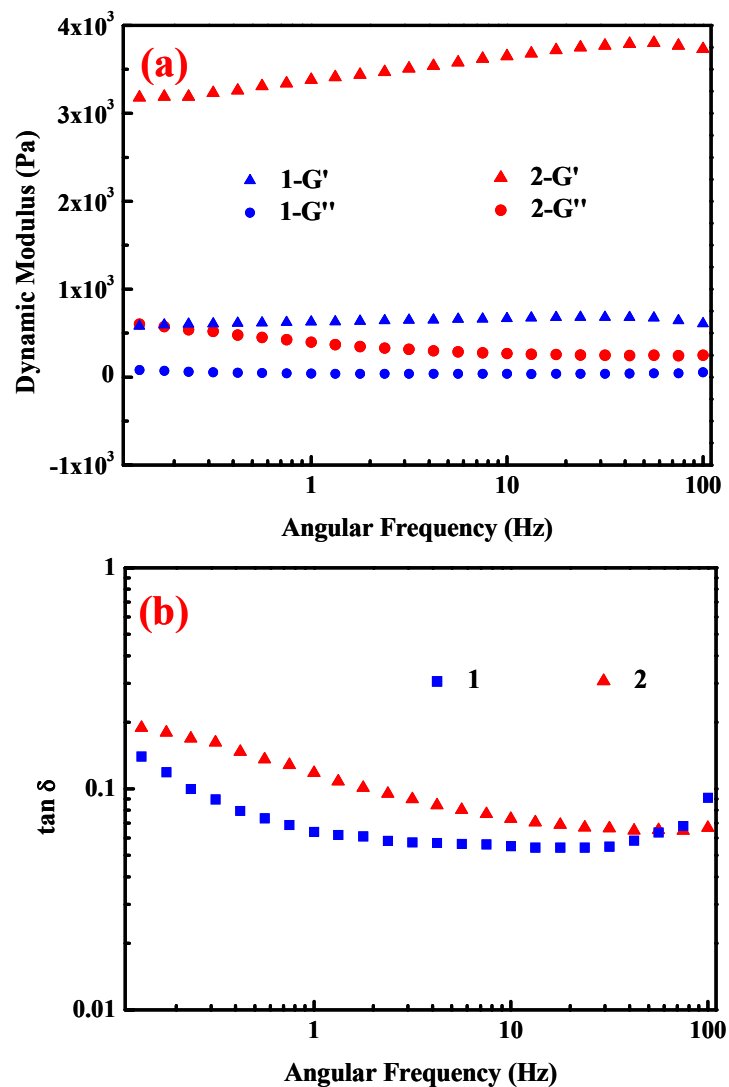 (a)
4x10³
3x10³
2x10³
1x10³
0
-1x10³
Dynamic Modulus (Pa)
1-G' 2-G'
1-G'' 2-G''
1 10 100
Angular Frequency (Hz)
(b)
1
0.1
0.01
tan δ
1 2
1 10 100
Angular Frequency (Hz)